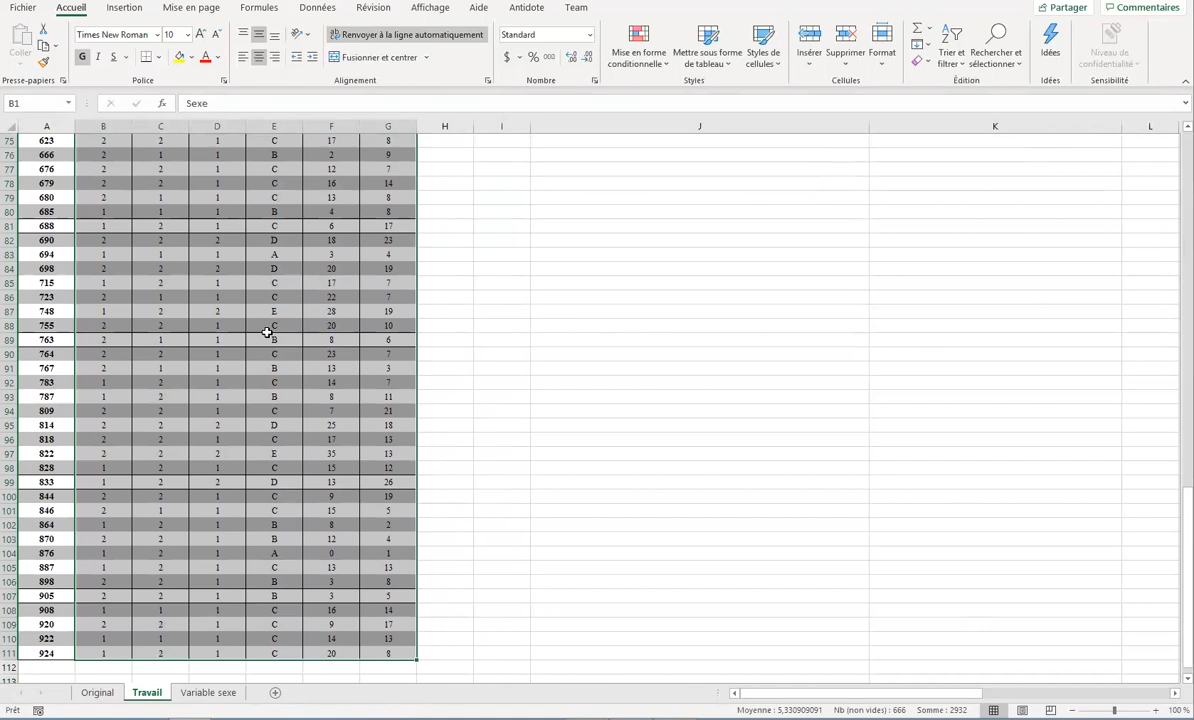 Fichier Accueil Insertion Mise en page Formules Données Révision Affichage Aide Antidote Team Partager Commentaires
Coller Times New Roman 10 A A Renvoyer à la ligne automatiquement Standard
G I S A Fusionner et centrer $ % 000
Mise en forme conditionnelle Mettre sous forme de tableau Styles de cellules Insérer Supprimer Format Trier et filtrer Rechercher et sélectionner Idées Niveau de confidentialité
Presse-papiers Police Alignement Nombre Styles Cellules Édition Idées Sensibilité
B1 fx Sexe
A B C D E F G H I J K L
75 623 2 2 1 C 17 8
76 666 2 1 1 B 2 9
77 676 2 2 1 C 12 7
78 679 2 2 1 C 16 14
79 680 2 1 1 C 13 8
80 685 1 1 1 B 4 8
81 688 1 2 1 C 6 17
82 690 2 2 2 D 18 23
83 694 1 1 1 A 3 4
84 698 2 2 2 D 20 19
85 715 1 2 1 C 17 7
86 723 2 1 1 C 22 7
87 748 1 2 2 E 28 19
88 755 2 2 1 C 20 10
89 763 2 1 1 B 8 6
90 764 2 2 1 C 23 7
91 767 2 1 1 B 13 3
92 783 1 2 1 C 14 7
93 787 1 2 1 B 8 11
94 809 2 2 1 C 7 21
95 814 2 2 2 D 25 18
96 818 2 2 1 C 17 13
97 822 2 2 2 E 35 13
98 828 1 2 1 C 15 12
99 833 1 2 2 D 13 26
100 844 2 2 1 C 9 19
101 846 2 1 1 C 15 5
102 864 1 2 1 B 8 2
103 870 2 2 1 B 12 4
104 876 1 2 1 A 0 1
105 887 1 2 1 C 13 13
106 898 2 2 1 B 3 8
107 905 2 2 1 B 3 5
108 908 1 1 1 C 16 14
109 920 2 2 1 C 9 17
110 922 1 1 1 C 14 13
111 924 1 2 1 C 20 8
112
113
Original Travail Variable sexe
Prêt Moyenne : 5,330909091 Nb (non vides) : 666 Somme : 2932 100 %